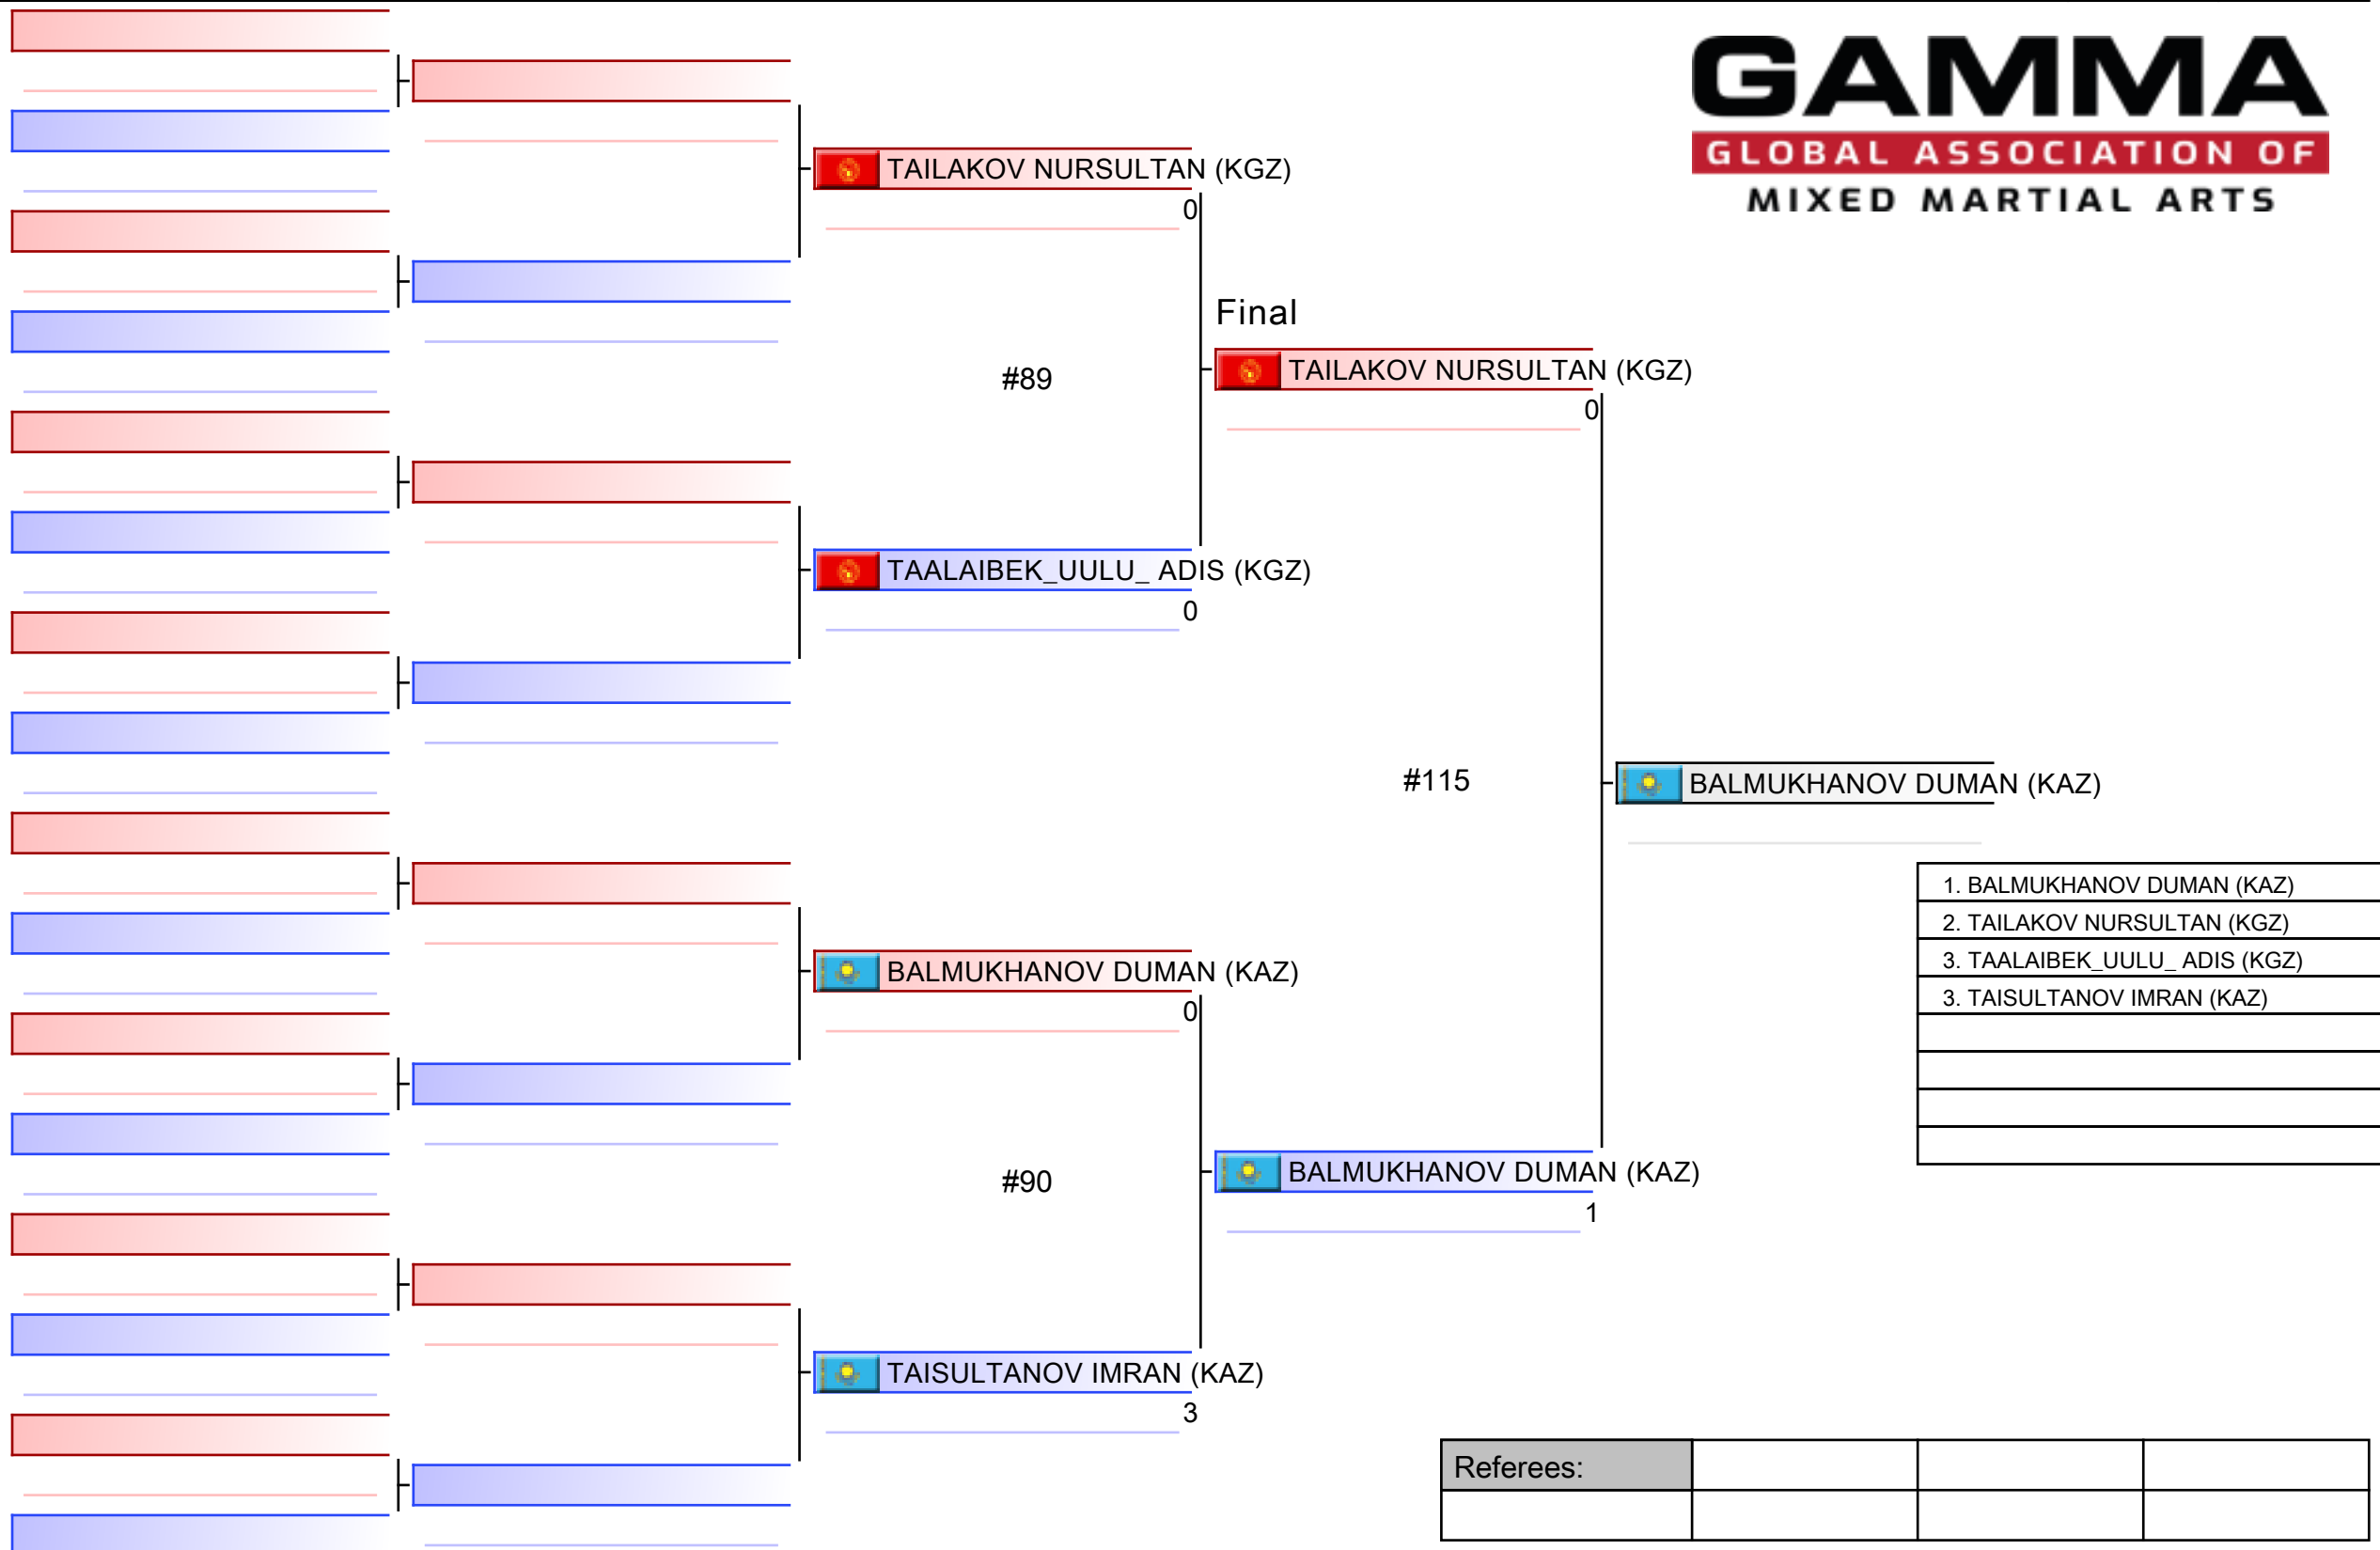 GAMMA
GLOBAL ASSOCIATION OF
MIXED MARTIAL ARTS
TAILAKOV NURSULTAN (KGZ)
0
#89
TAALAIBEK_UULU_ ADIS (KGZ)
0
BALMUKHANOV DUMAN (KAZ)
0
#90
TAISULTANOV IMRAN (KAZ)
3
Final
TAILAKOV NURSULTAN (KGZ)
0
#115
BALMUKHANOV DUMAN (KAZ)
1
BALMUKHANOV DUMAN (KAZ)
1. BALMUKHANOV DUMAN (KAZ)
2. TAILAKOV NURSULTAN (KGZ)
3. TAALAIBEK_UULU_ ADIS (KGZ)
3. TAISULTANOV IMRAN (KAZ)
Referees: